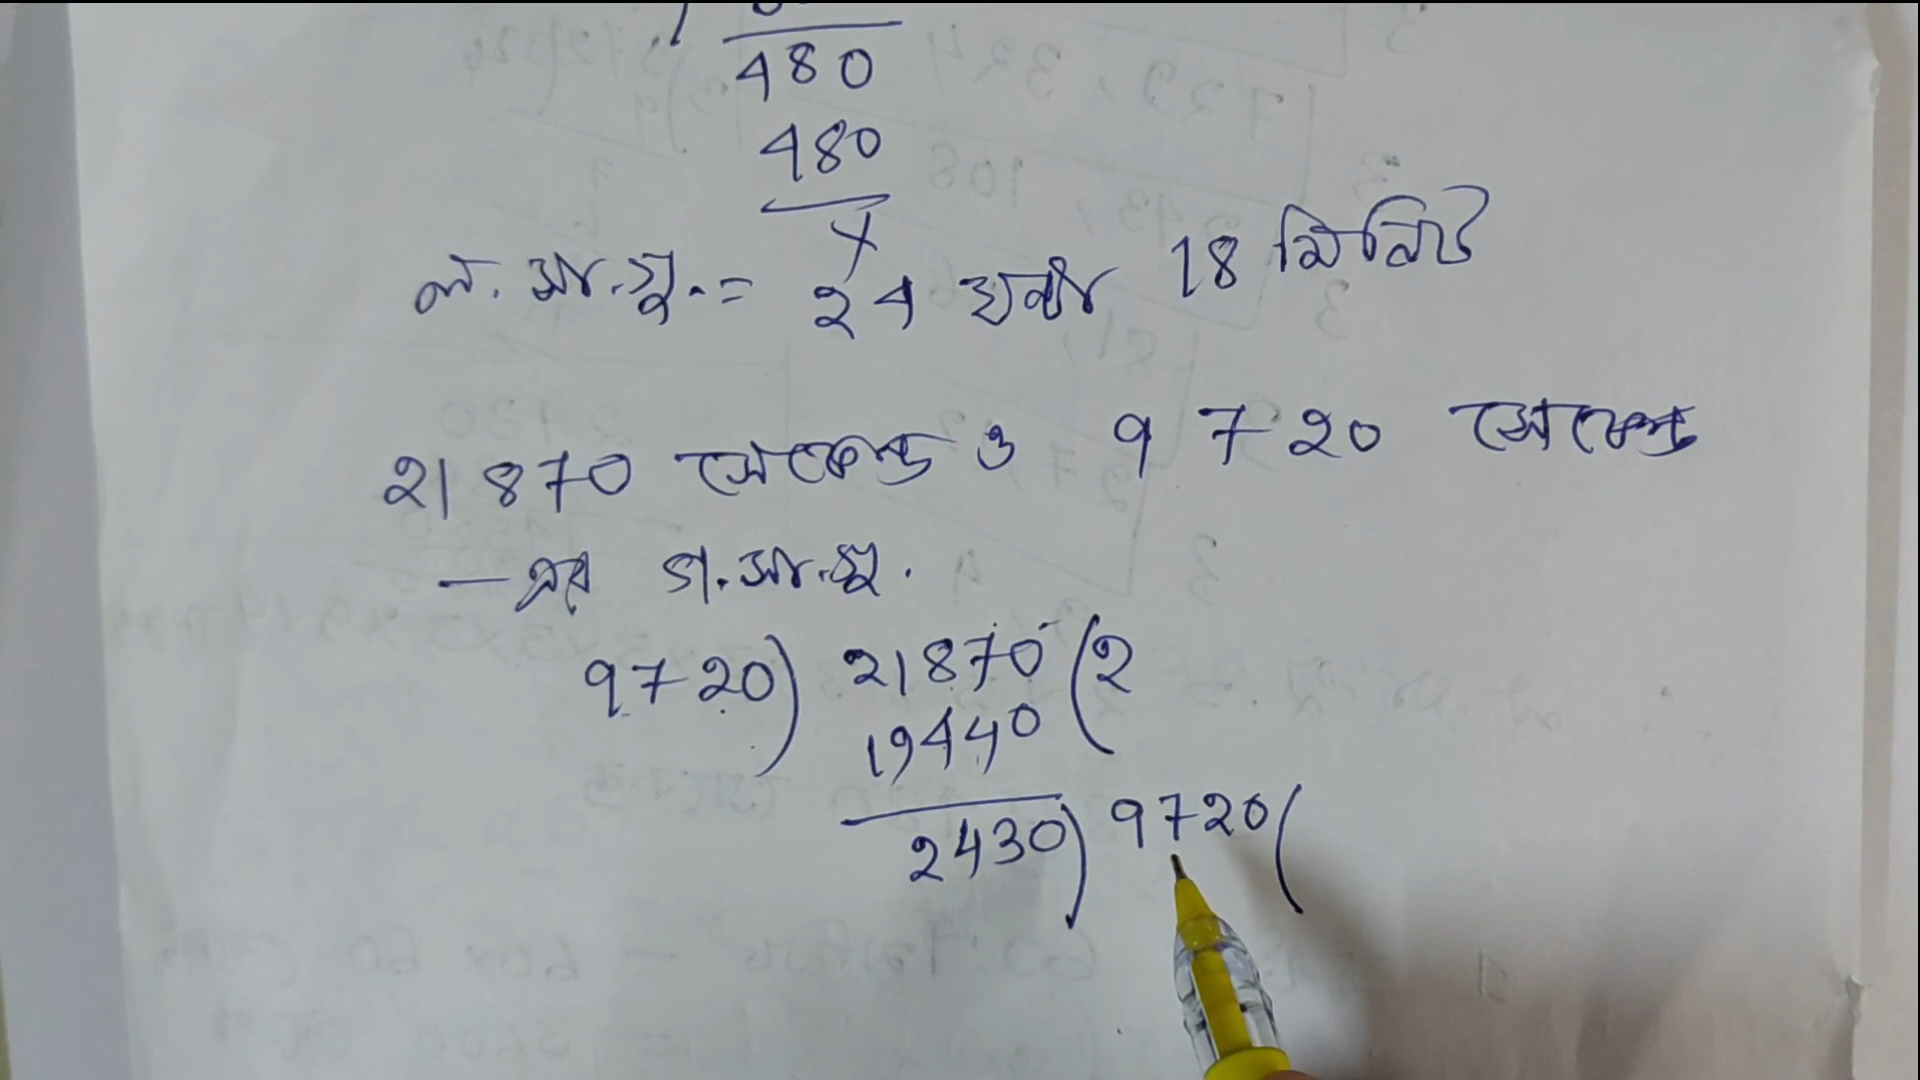 480
480
ল. সা. গু. = 24 ঘন্টা 18 মিনিট
21870 সেকেন্ড ও 9720 সেকেন্ড
—এর গ. সা. গু.
9720) 21870 (2
19440
2430) 9720 (